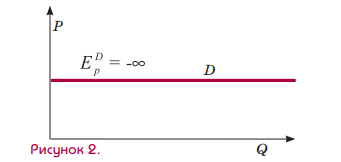 P
E_p^D = -∞
D
Рисунок 2.
Q